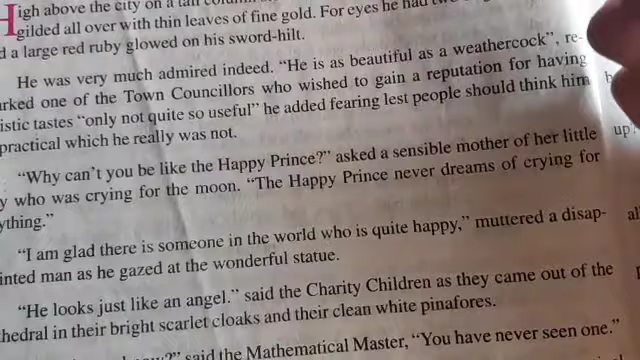 High above the city on a tall
gilded all over with thin leaves of fine gold. For eyes he had two
a large red ruby glowed on his sword-hilt.
He was very much admired indeed. “He is as beautiful as a weathercock”, re-
arked one of the Town Councillors who wished to gain a reputation for having
istic tastes “only not quite so useful” he added fearing lest people should think him
practical which he really was not.
“Why can’t you be like the Happy Prince?” asked a sensible mother of her little
y who was crying for the moon. “The Happy Prince never dreams of crying for
ything.”
“I am glad there is someone in the world who is quite happy,” muttered a disap-
inted man as he gazed at the wonderful statue.
“He looks just like an angel.” said the Charity Children as they came out of the
hedral in their bright scarlet cloaks and their clean white pinafores.
said the Mathematical Master, “You have never seen one.”
up?
al